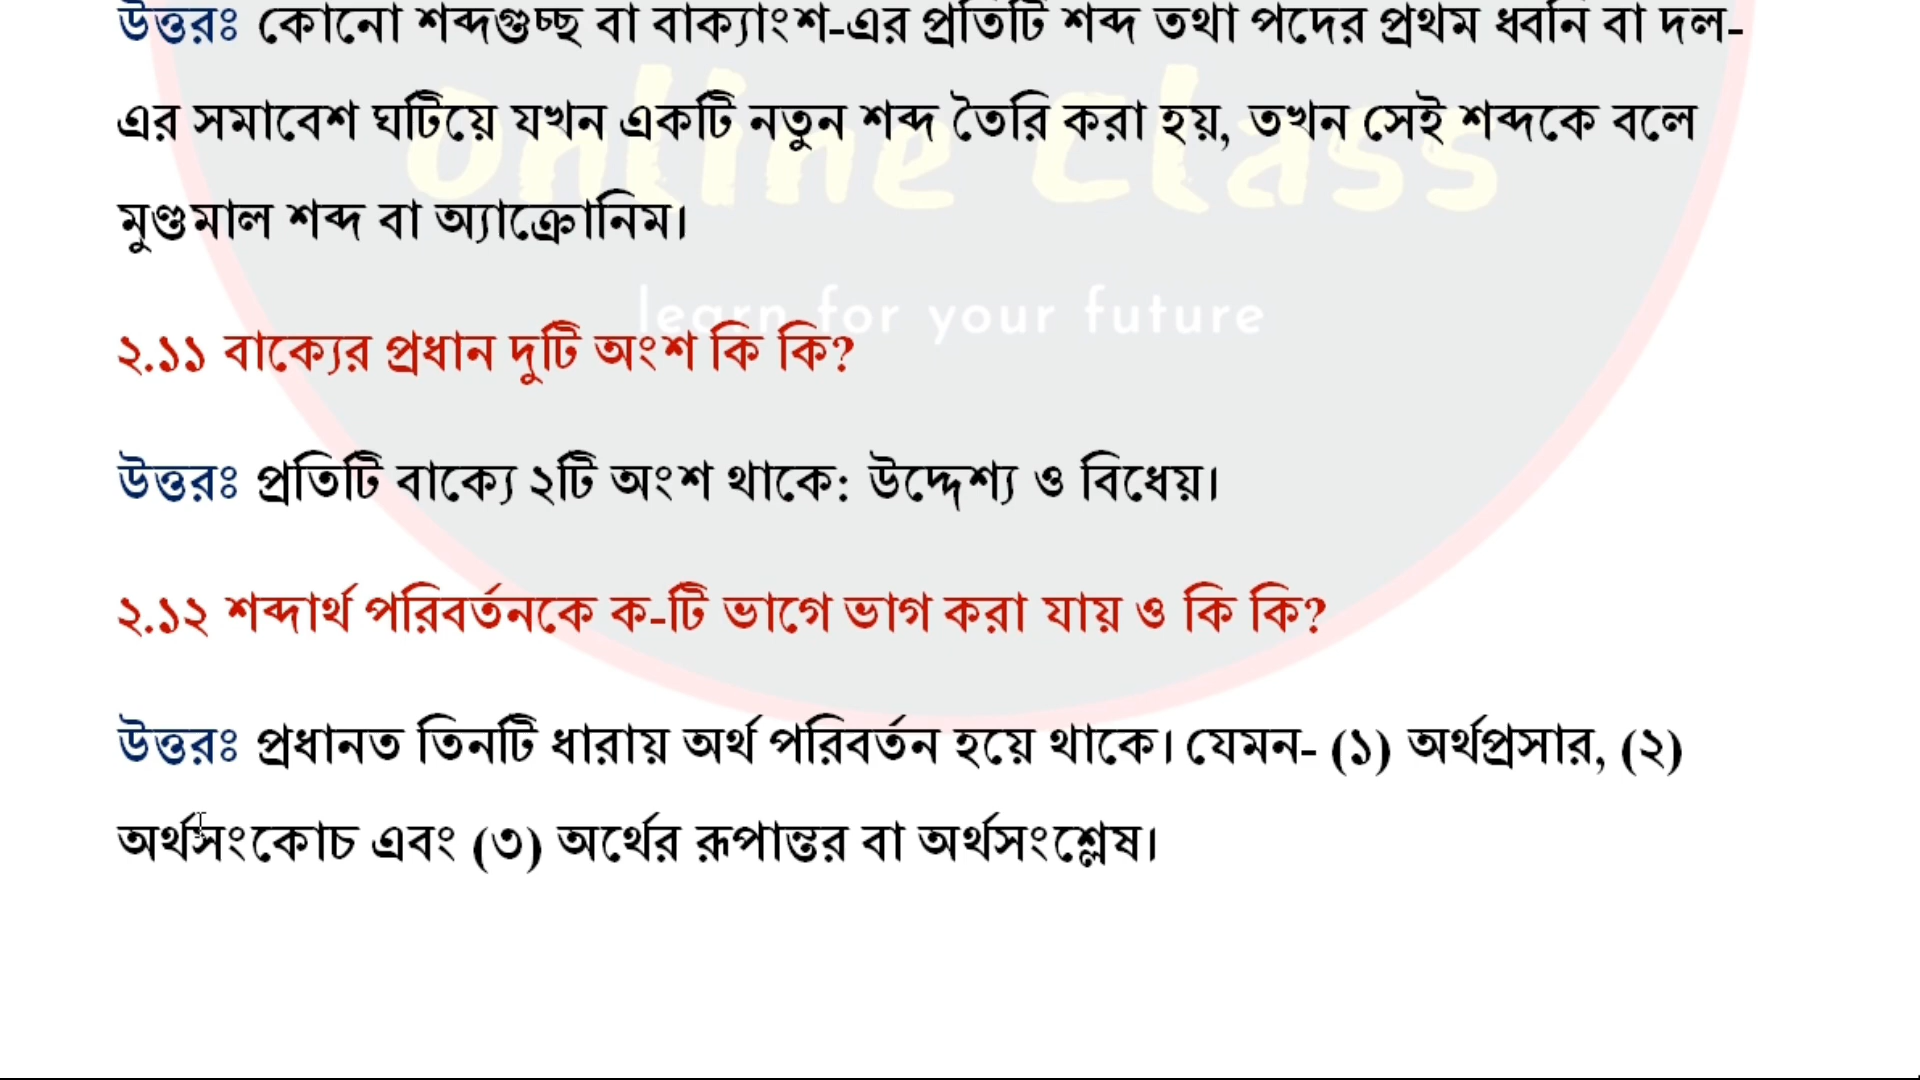 উত্তরঃ কোনো শব্দগুচ্ছ বা বাক্যাংশ-এর প্রতিটি শব্দ তথা পদের প্রথম ধ্বনি বা দল-
এর সমাবেশ ঘটিয়ে যখন একটি নতুন শব্দ তৈরি করা হয়, তখন সেই শব্দকে বলে
Online Class
মুণ্ডমাল শব্দ বা অ্যাক্রোনিম।
learn for your future
২.১১ বাক্যের প্রধান দুটি অংশ কি কি?
উত্তরঃ প্রতিটি বাক্যে ২টি অংশ থাকে: উদ্দেশ্য ও বিধেয়।
২.১২ শব্দার্থ পরিবর্তনকে ক-টি ভাগে ভাগ করা যায় ও কি কি?
উত্তরঃ প্রধানত তিনটি ধারায় অর্থ পরিবর্তন হয়ে থাকে। যেমন- (১) অর্থপ্রসার, (২)
অর্থসংকোচ এবং (৩) অর্থের রূপান্তর বা অর্থসংশ্লেষ।